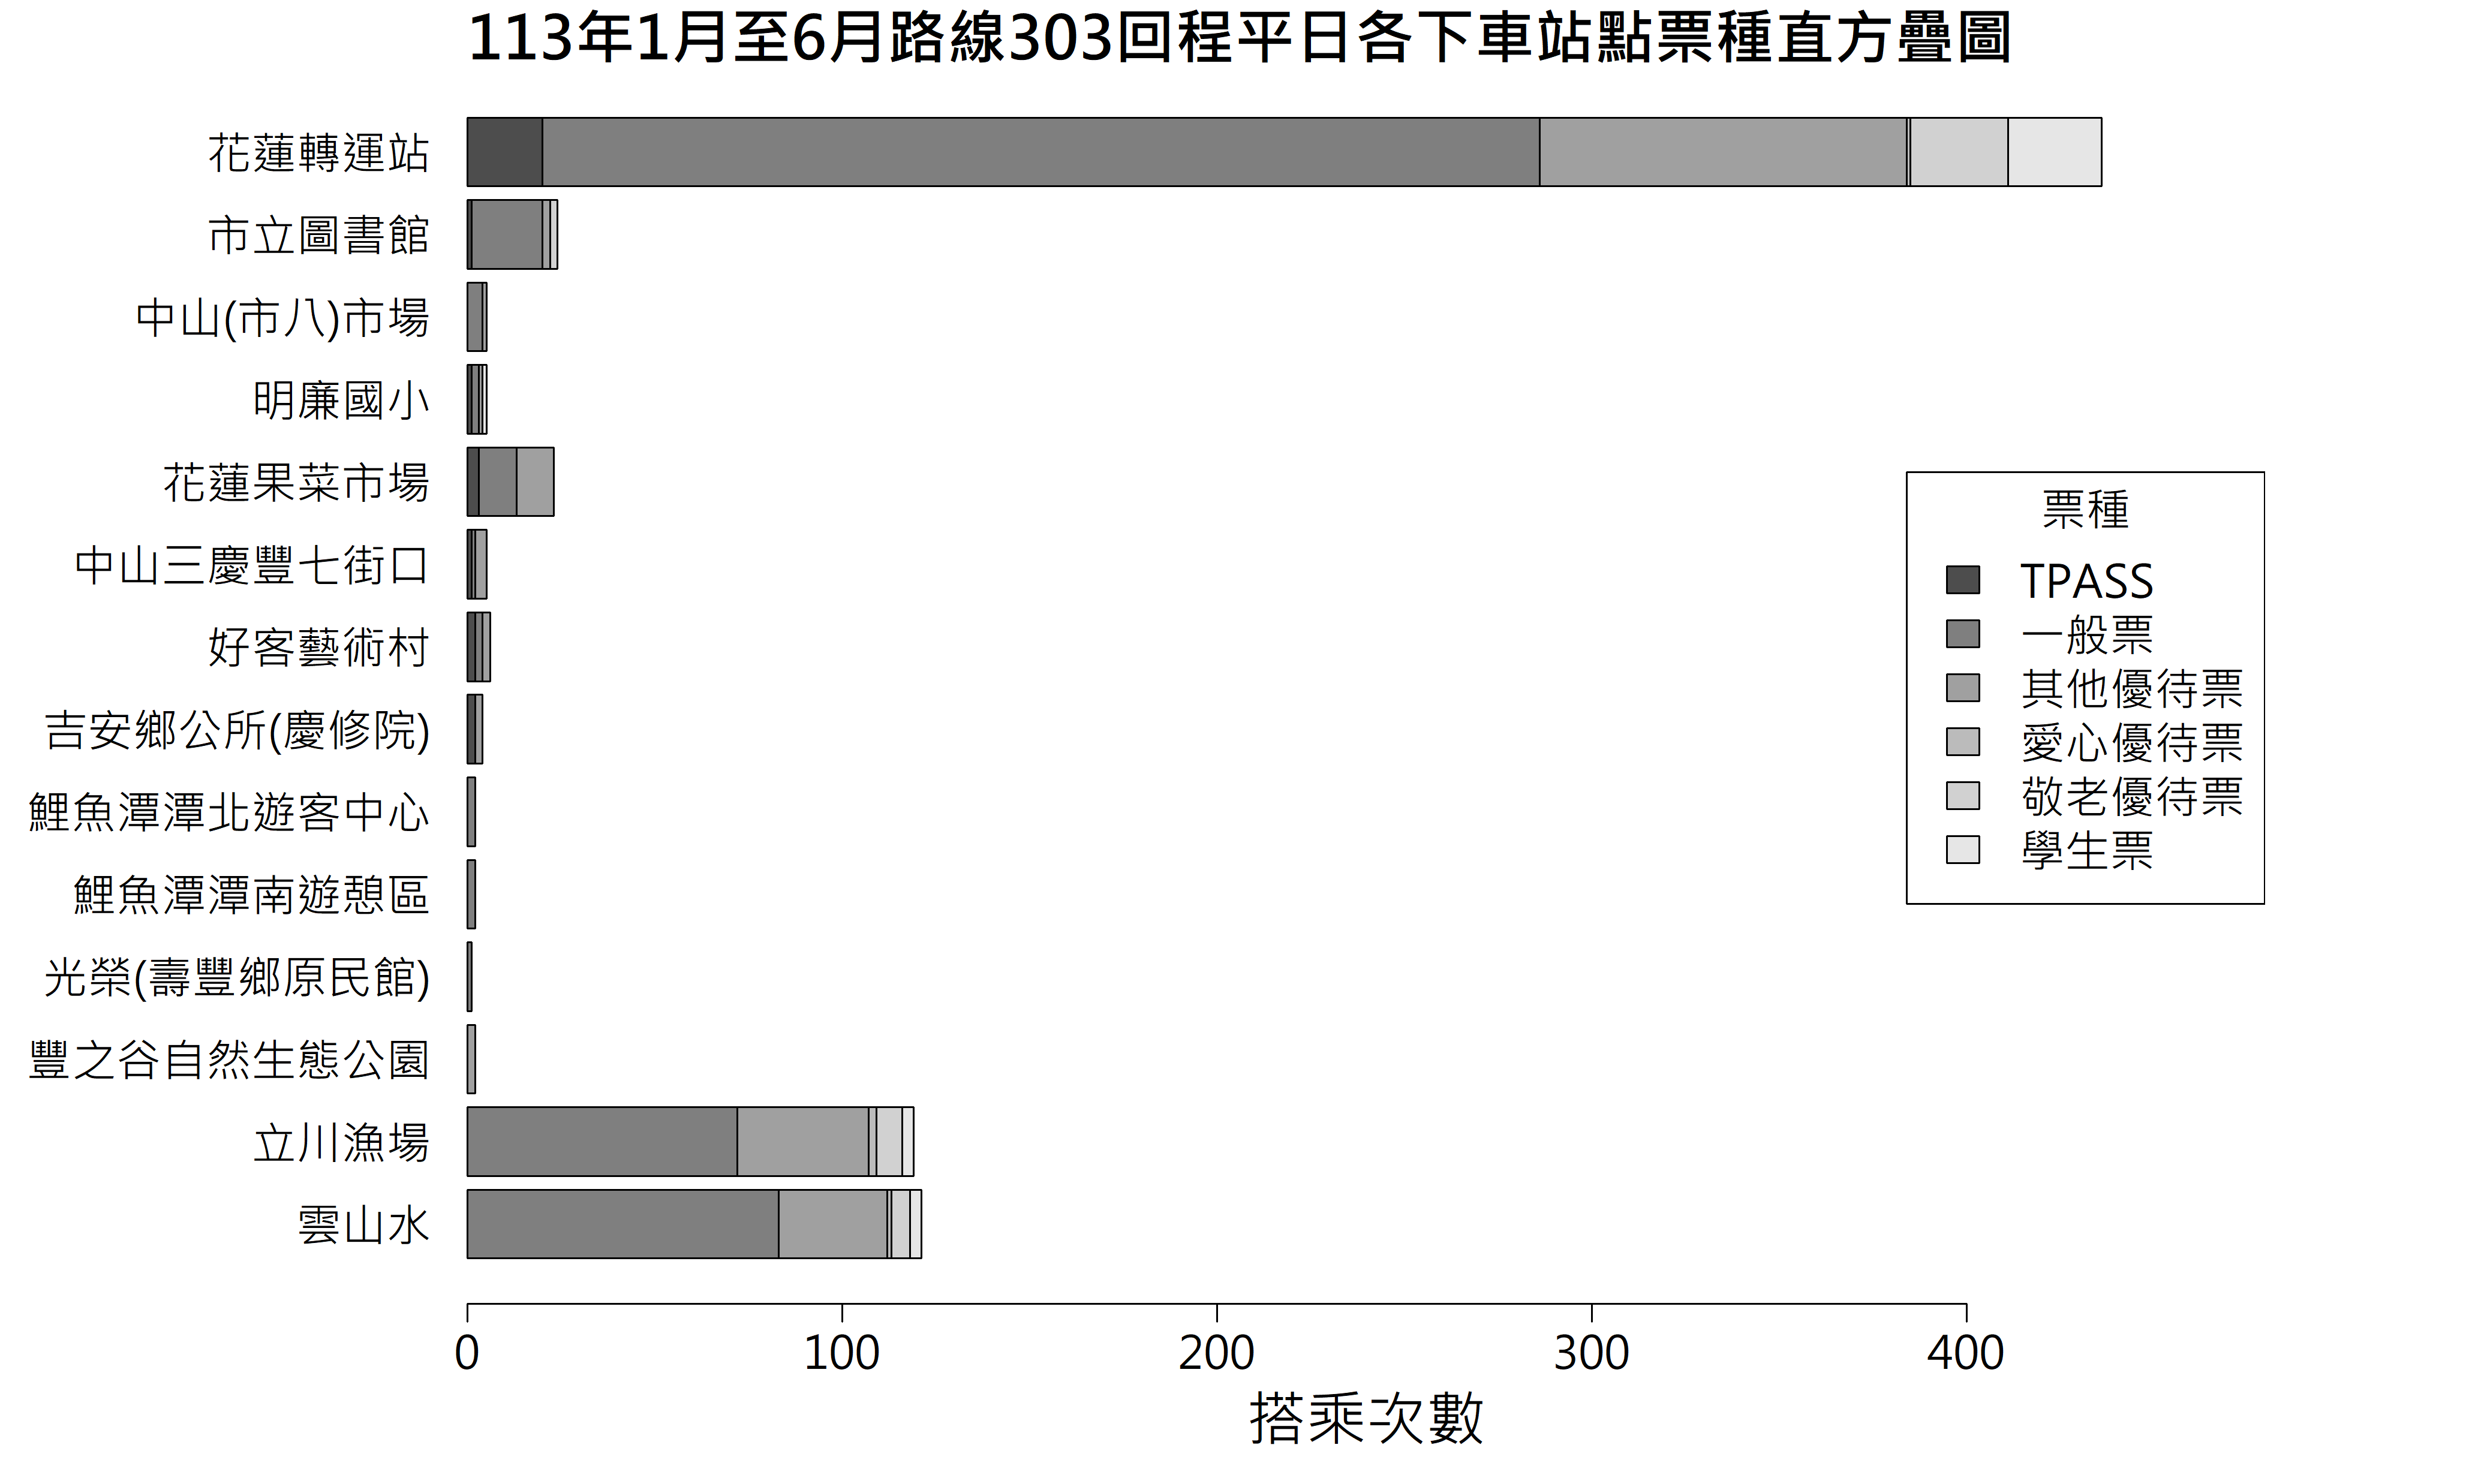 113年1月至6月路線303回程平日各下車站點票種直方疊圖
花蓮轉運站
市立圖書館
中山(市八)市場
明廉國小
花蓮果菜市場
中山三慶豐七街口
好客藝術村
吉安鄉公所(慶修院)
鯉魚潭潭北遊客中心
鯉魚潭潭南遊憩區
光榮(壽豐鄉原民館)
豐之谷自然生態公園
立川漁場
雲山水
票種
TPASS
一般票
其他優待票
愛心優待票
敬老優待票
學生票
0 100 200 300 400
搭乘次數